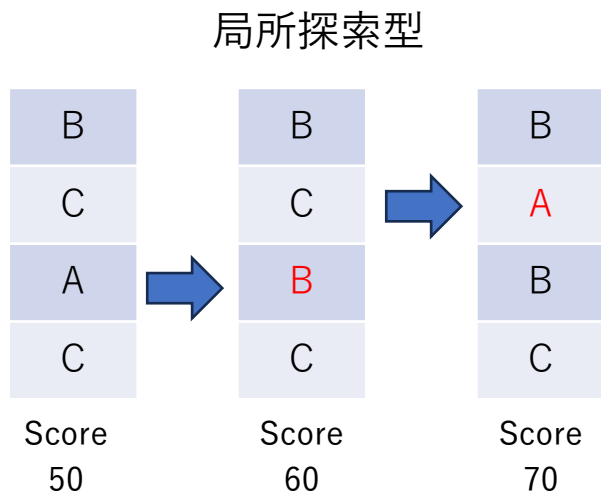 局所探索型
B B B
C C A
A B B
C C C
Score Score Score
50 60 70